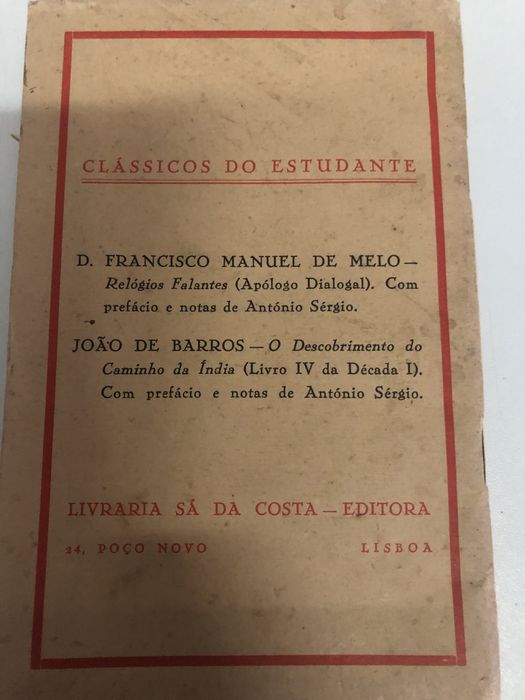 CLÁSSICOS DO ESTUDANTE
D. FRANCISCO MANUEL DE MELO —
Relógios Falantes (Apólogo Dialogal). Com
prefácio e notas de António Sérgio.
JOÃO DE BARROS — O Descobrimento do
Caminho da Índia (Livro IV da Década I).
Com prefácio e notas de António Sérgio.
LIVRARIA SÁ DA COSTA — EDITORA
24, POÇO NOVO LISBOA